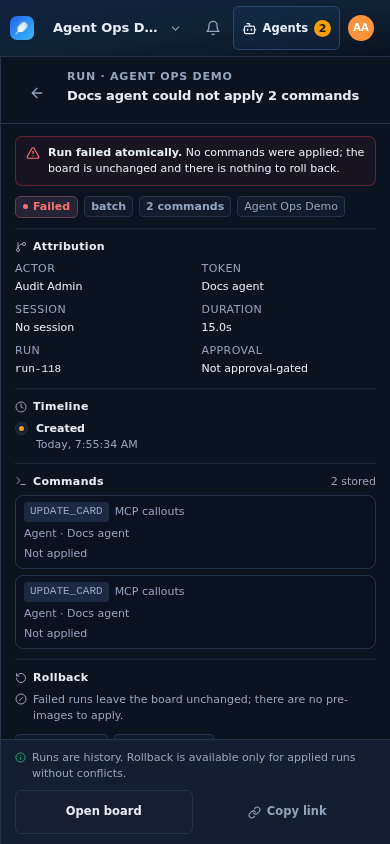 Agent Ops D...
Agents 2
AA
RUN · AGENT OPS DEMO
Docs agent could not apply 2 commands
Run failed atomically. No commands were applied; the
board is unchanged and there is nothing to roll back.
Failed batch 2 commands Agent Ops Demo
Attribution
ACTOR TOKEN
Audit Admin Docs agent
SESSION DURATION
No session 15.0s
RUN APPROVAL
run-118 Not approval-gated
Timeline
Created
Today, 7:55:34 AM
Commands 2 stored
UPDATE_CARD MCP callouts
Agent · Docs agent
Not applied
UPDATE_CARD MCP callouts
Agent · Docs agent
Not applied
Rollback
Failed runs leave the board unchanged; there are no pre-
images to apply.
Runs are history. Rollback is available only for applied runs
without conflicts.
Open board Copy link